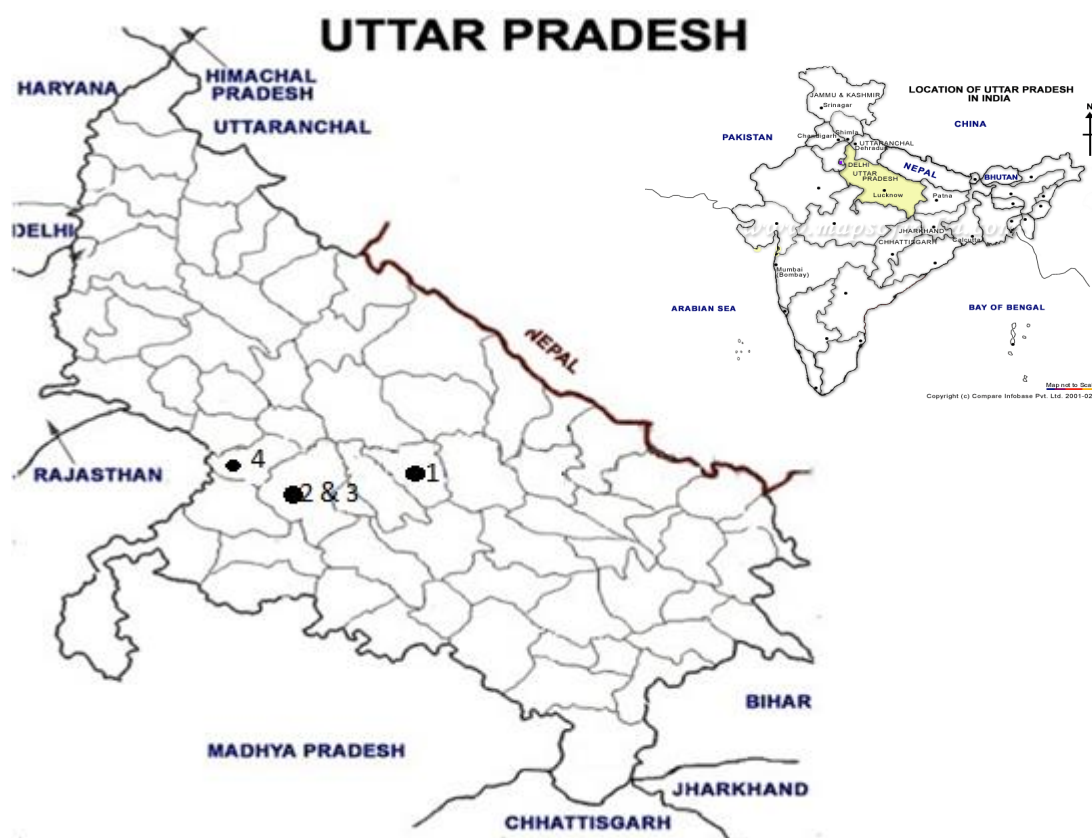 UTTAR PRADESH
HARYANA
HIMACHAL
PRADESH
UTTARANCHAL
DELHI
NEPAL
RAJASTHAN
4
2 & 3
1
BIHAR
MADHYA PRADESH
JHARKHAND
CHHATTISGARH
LOCATION OF UTTAR PRADESH
IN INDIA
N
JAMMU & KASHMIR
Srinagar
PAKISTAN
CHINA
Chandigarh
Shimla
UTTARANCHAL
Dehradun
DELHI
UTTAR
PRADESH
NEPAL
BHUTAN
Lucknow
Patna
JHARKHAND
CHHATTISGARH
Calcutta
Mumbai
(Bombay)
ARABIAN SEA
BAY OF BENGAL
Map not to Sca
Copyright (c) Compare Infobase Pvt. Ltd. 2001-02